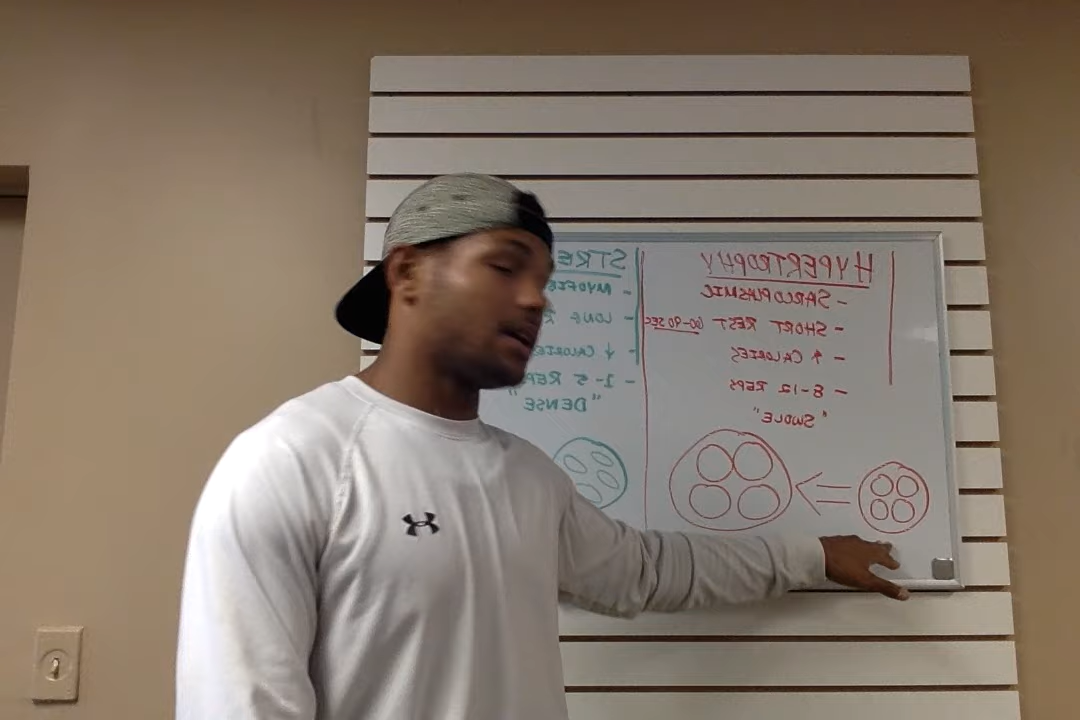 HYPERTROPHY
- SARCOPLASMIC
- SHORT REST 60-90 SEC
- ↑ CALORIES
- 8-12 REPS
"SWOLE"
STRE
- MYOFI
- LONG R
- ↓ CALORIES
- 1-5 REPS
"DENSE"